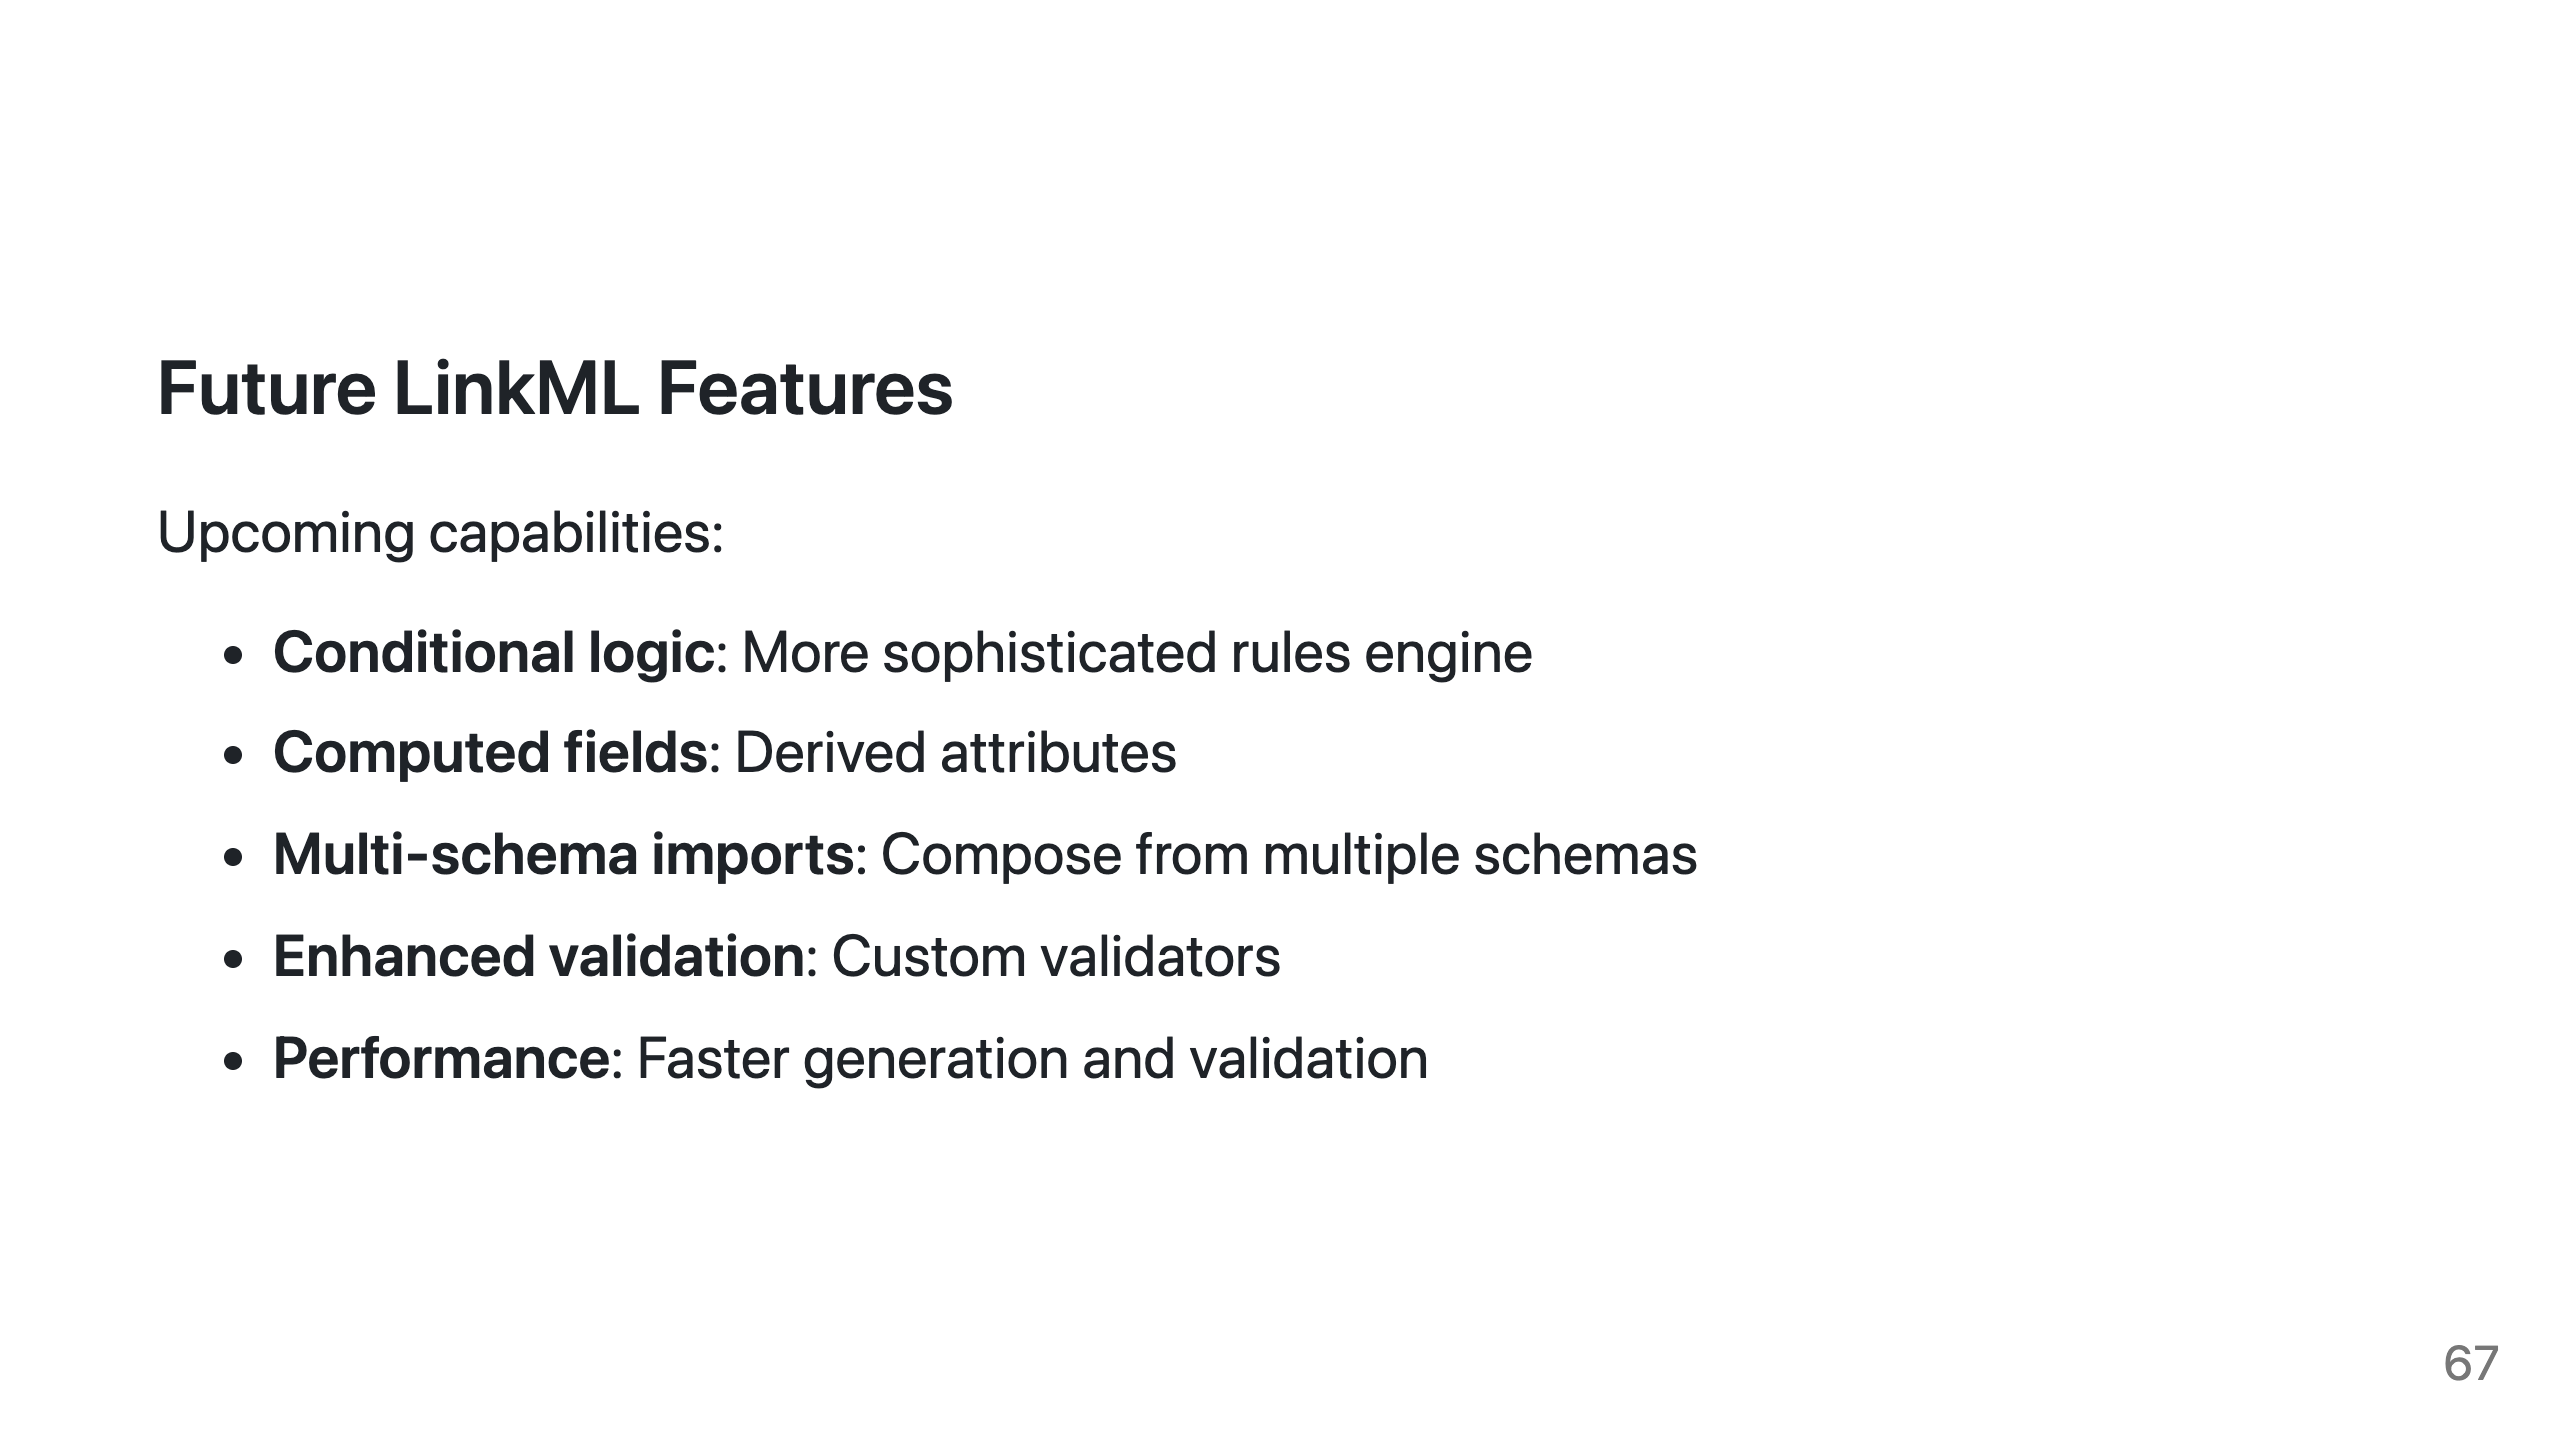 Future LinkML Features
Upcoming capabilities:
• Conditional logic: More sophisticated rules engine
• Computed fields: Derived attributes
• Multi-schema imports: Compose from multiple schemas
• Enhanced validation: Custom validators
• Performance: Faster generation and validation
67